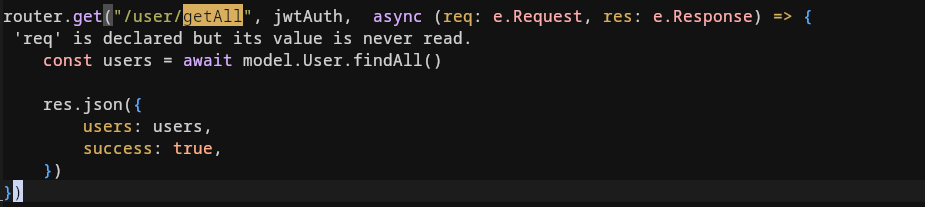 router.get("/user/getAll", jwtAuth,  async (req: e.Request, res: e.Response) => {
'req' is declared but its value is never read.
    const users = await model.User.findAll()
    res.json({
        users: users,
        success: true,
    })
})